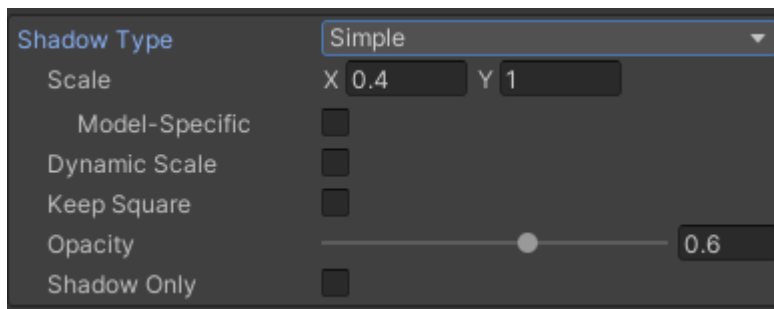 Shadow Type Simple
Scale X 0.4 Y 1
Model-Specific
Dynamic Scale
Keep Square
Opacity 0.6
Shadow Only